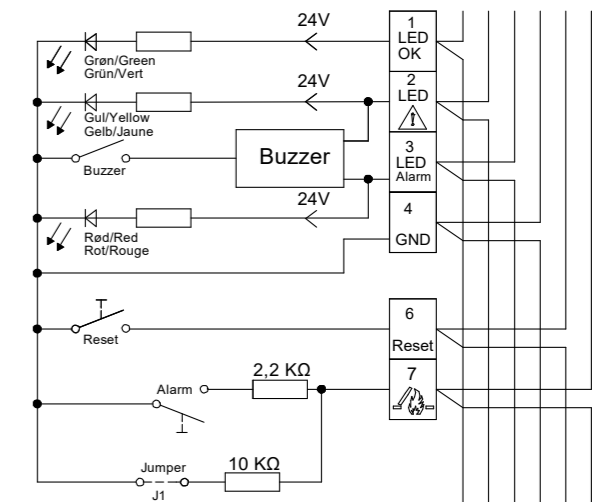 24V
1
LED
OK
Grøn/Green
Grün/Vert
24V
2
LED
Gul/Yellow
Gelb/Jaune
Buzzer
Buzzer
3
LED
Alarm
24V
4
GND
Rød/Red
Rot/Rouge
6
Reset
Reset
7
2,2 KΩ
Alarm
Jumper
10 KΩ
J1